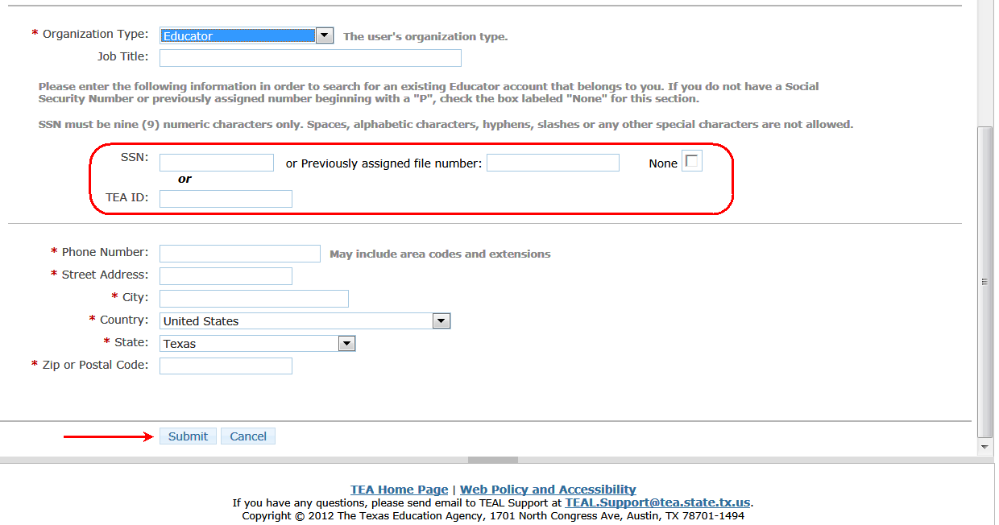 * Organization Type: Educator The user's organization type.
Job Title:
Please enter the following information in order to search for an existing Educator account that belongs to you. If you do not have a Social
Security Number or previously assigned number beginning with a "P", check the box labeled "None" for this section.
SSN must be nine (9) numeric characters only. Spaces, alphabetic characters, hyphens, slashes or any other special characters are not allowed.
SSN: or Previously assigned file number: None
or
TEA ID:
* Phone Number: May include area codes and extensions
* Street Address:
* City:
* Country: United States
* State: Texas
* Zip or Postal Code:
Submit Cancel
TEA Home Page | Web Policy and Accessibility
If you have any questions, please send email to TEAL Support at TEAL.Support@tea.state.tx.us.
Copyright © 2012 The Texas Education Agency, 1701 North Congress Ave, Austin, TX 78701-1494